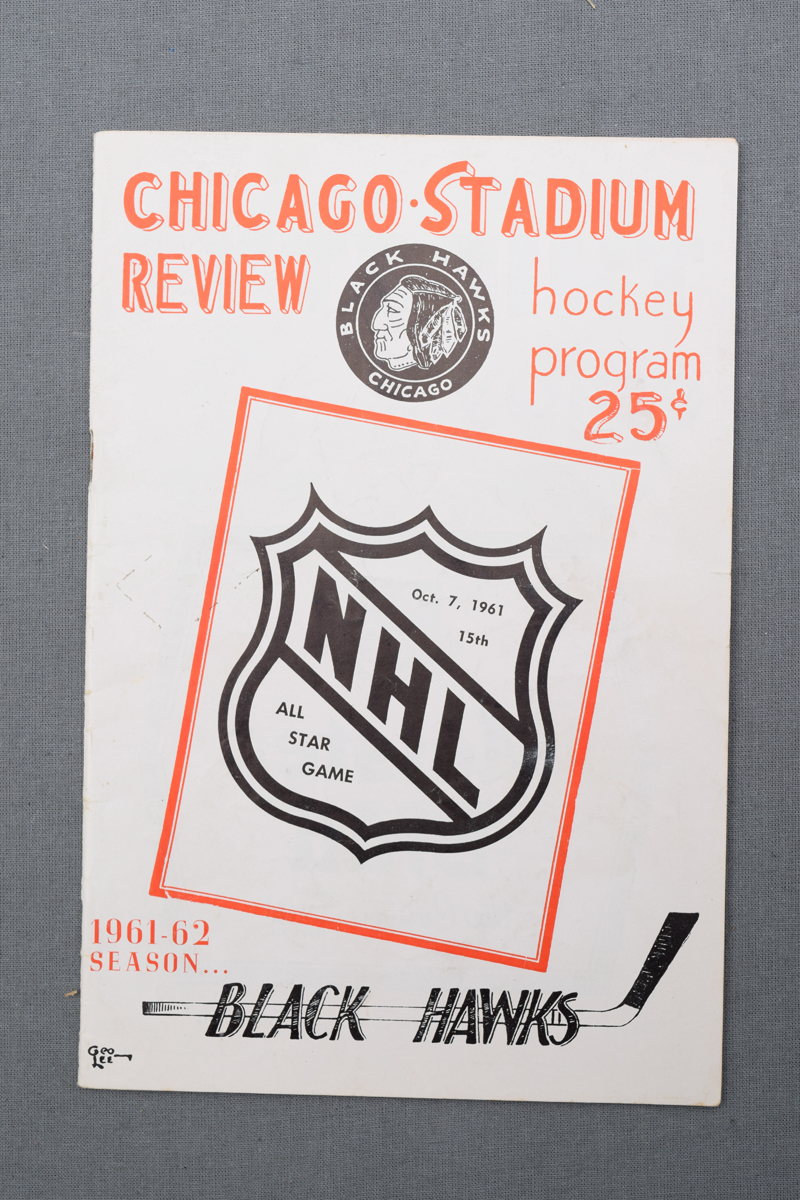 CHICAGO·STADIUM
REVIEW
BLACK HAWKS
CHICAGO
hockey
program
25¢
Oct. 7, 1961
15th
NHL
ALL
STAR
GAME
1961-62
SEASON...
BLACK HAWKS
Geo
Lee